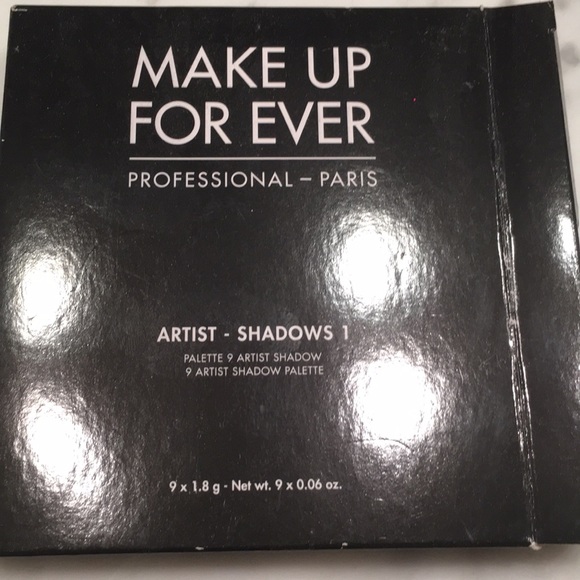 MAKE UP
FOR EVER
PROFESSIONAL – PARIS
ARTIST - SHADOWS 1
PALETTE 9 ARTIST SHADOW
9 ARTIST SHADOW PALETTE
9 x 1.8 g - Net wt. 9 x 0.06 oz.